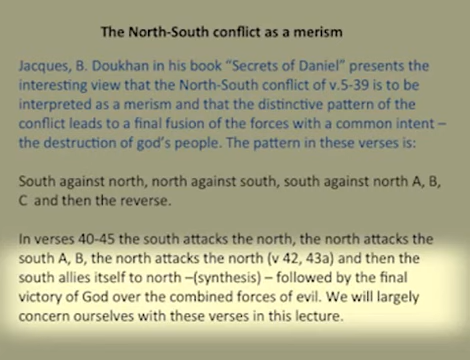 The North-South conflict as a merism
Jacques, B. Doukhan in his book “Secrets of Daniel” presents the
interesting view that the North-South conflict of v.5-39 is to be
interpreted as a merism and that the distinctive pattern of the
conflict leads to a final fusion of the forces with a common intent –
the destruction of god’s people. The pattern in these verses is:
South against north, north against south, south against north A, B,
C and then the reverse.
In verses 40-45 the south attacks the north, the north attacks the
south A, B, the north attacks the north (v 42, 43a) and then the
south allies itself to north –(synthesis) – followed by the final
victory of God over the combined forces of evil. We will largely
concern ourselves with these verses in this lecture.